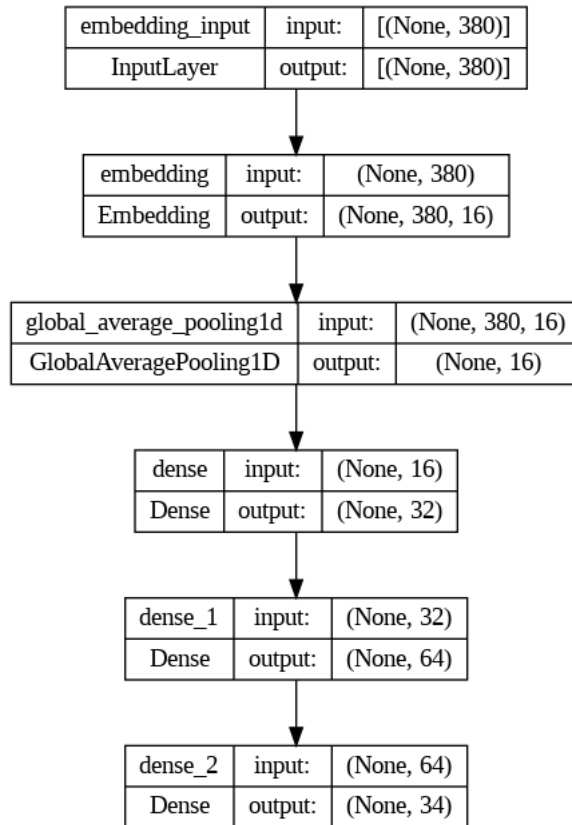 embedding_input input: [(None, 380)]
InputLayer output: [(None, 380)]
embedding input: (None, 380)
Embedding output: (None, 380, 16)
global_average_pooling1d input: (None, 380, 16)
GlobalAveragePooling1D output: (None, 16)
dense input: (None, 16)
Dense output: (None, 32)
dense_1 input: (None, 32)
Dense output: (None, 64)
dense_2 input: (None, 64)
Dense output: (None, 34)